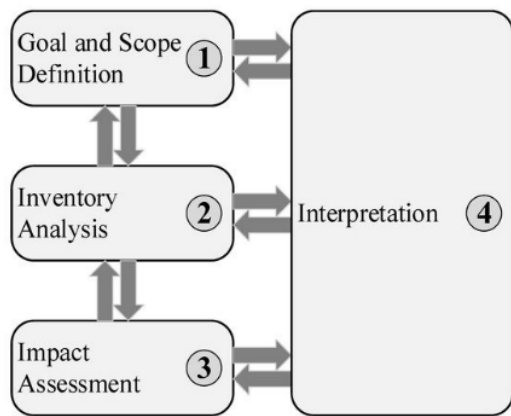 Goal and Scope
Definition
1
Inventory
Analysis
2
Interpretation
4
Impact
Assessment
3